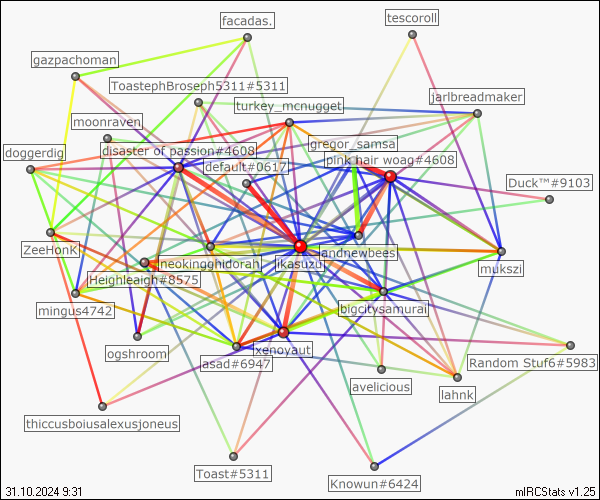 facadas.
tescoroll
gazpachoman
ToastephBroseph5311#5311
turkey_mcnugget
jarlbreadmaker
moonraven
gregor_samsa
doggerdig
disaster of passion#4608
pink hair woag#4608
default#0617
Duck™#9103
ZeeHonK
neokingghidorah
ikasuzu
andnewbees
mukszi
Heighleaigh#8575
mingus4742
bigcitysamurai
ogshroom
jasad#6947
xenoyaut
Random Stuf6#5983
avelicious
lahnk
thiccusboiusalexusjoneus
Toast#5311
Knowun#6424
31.10.2024 9:31
mIRCStats v1.25